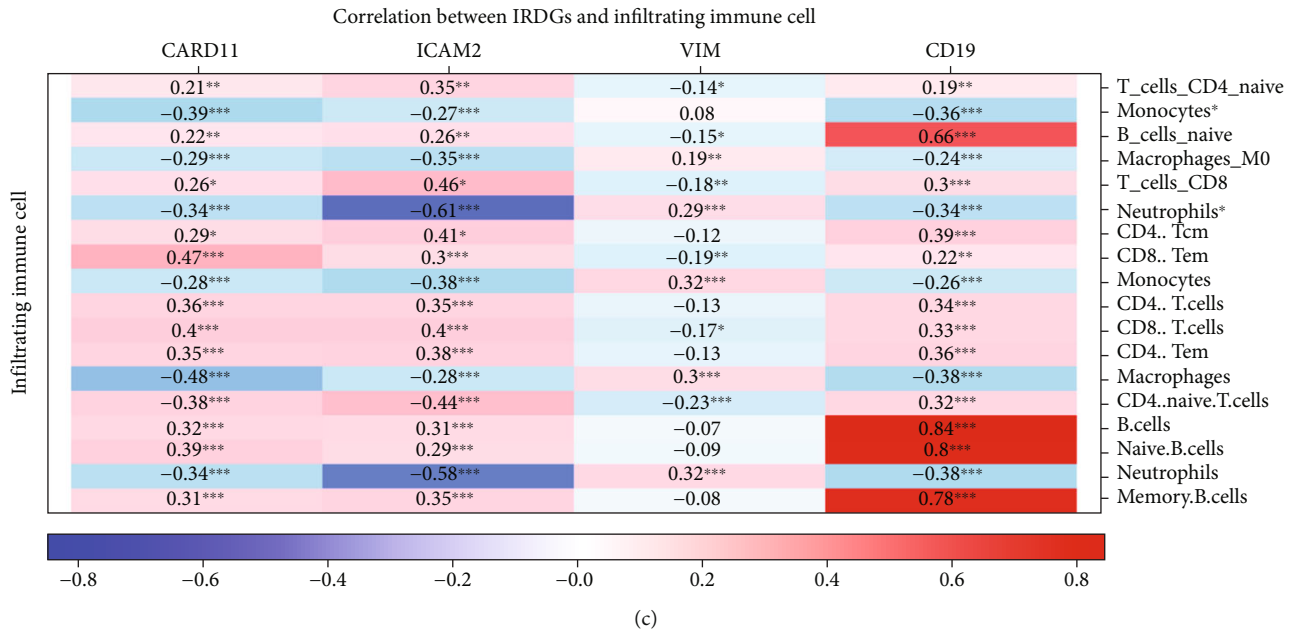 Correlation between IRDGs and infiltrating immune cell
CARD11 ICAM2 VIM CD19
Infiltrating immune cell
0.21** 0.35** −0.14* 0.19** T_cells_CD4_naive
−0.39*** −0.27*** 0.08 −0.36*** Monocytes*
0.22** 0.26** −0.15* 0.66*** B_cells_naive
−0.29*** −0.35*** 0.19** −0.24*** Macrophages_M0
0.26* 0.46* −0.18** 0.3*** T_cells_CD8
−0.34*** −0.61*** 0.29*** −0.34*** Neutrophils*
0.29* 0.41* −0.12 0.39*** CD4.. Tcm
0.47*** 0.3*** −0.19** 0.22** CD8.. Tem
−0.28*** −0.38*** 0.32*** −0.26*** Monocytes
0.36*** 0.35*** −0.13 0.34*** CD4.. T.cells
0.4*** 0.4*** −0.17* 0.33*** CD8.. T.cells
0.35*** 0.38*** −0.13 0.36*** CD4.. Tem
−0.48*** −0.28*** 0.3*** −0.38*** Macrophages
−0.38*** −0.44*** −0.23*** 0.32*** CD4..naive.T.cells
0.32*** 0.31*** −0.07 0.84*** B.cells
0.39*** 0.29*** −0.09 0.8*** Naive.B.cells
−0.34*** −0.58*** 0.32*** −0.38*** Neutrophils
0.31*** 0.35*** −0.08 0.78*** Memory.B.cells
−0.8 −0.6 −0.4 −0.2 −0.0 0.2 0.4 0.6 0.8
(c)